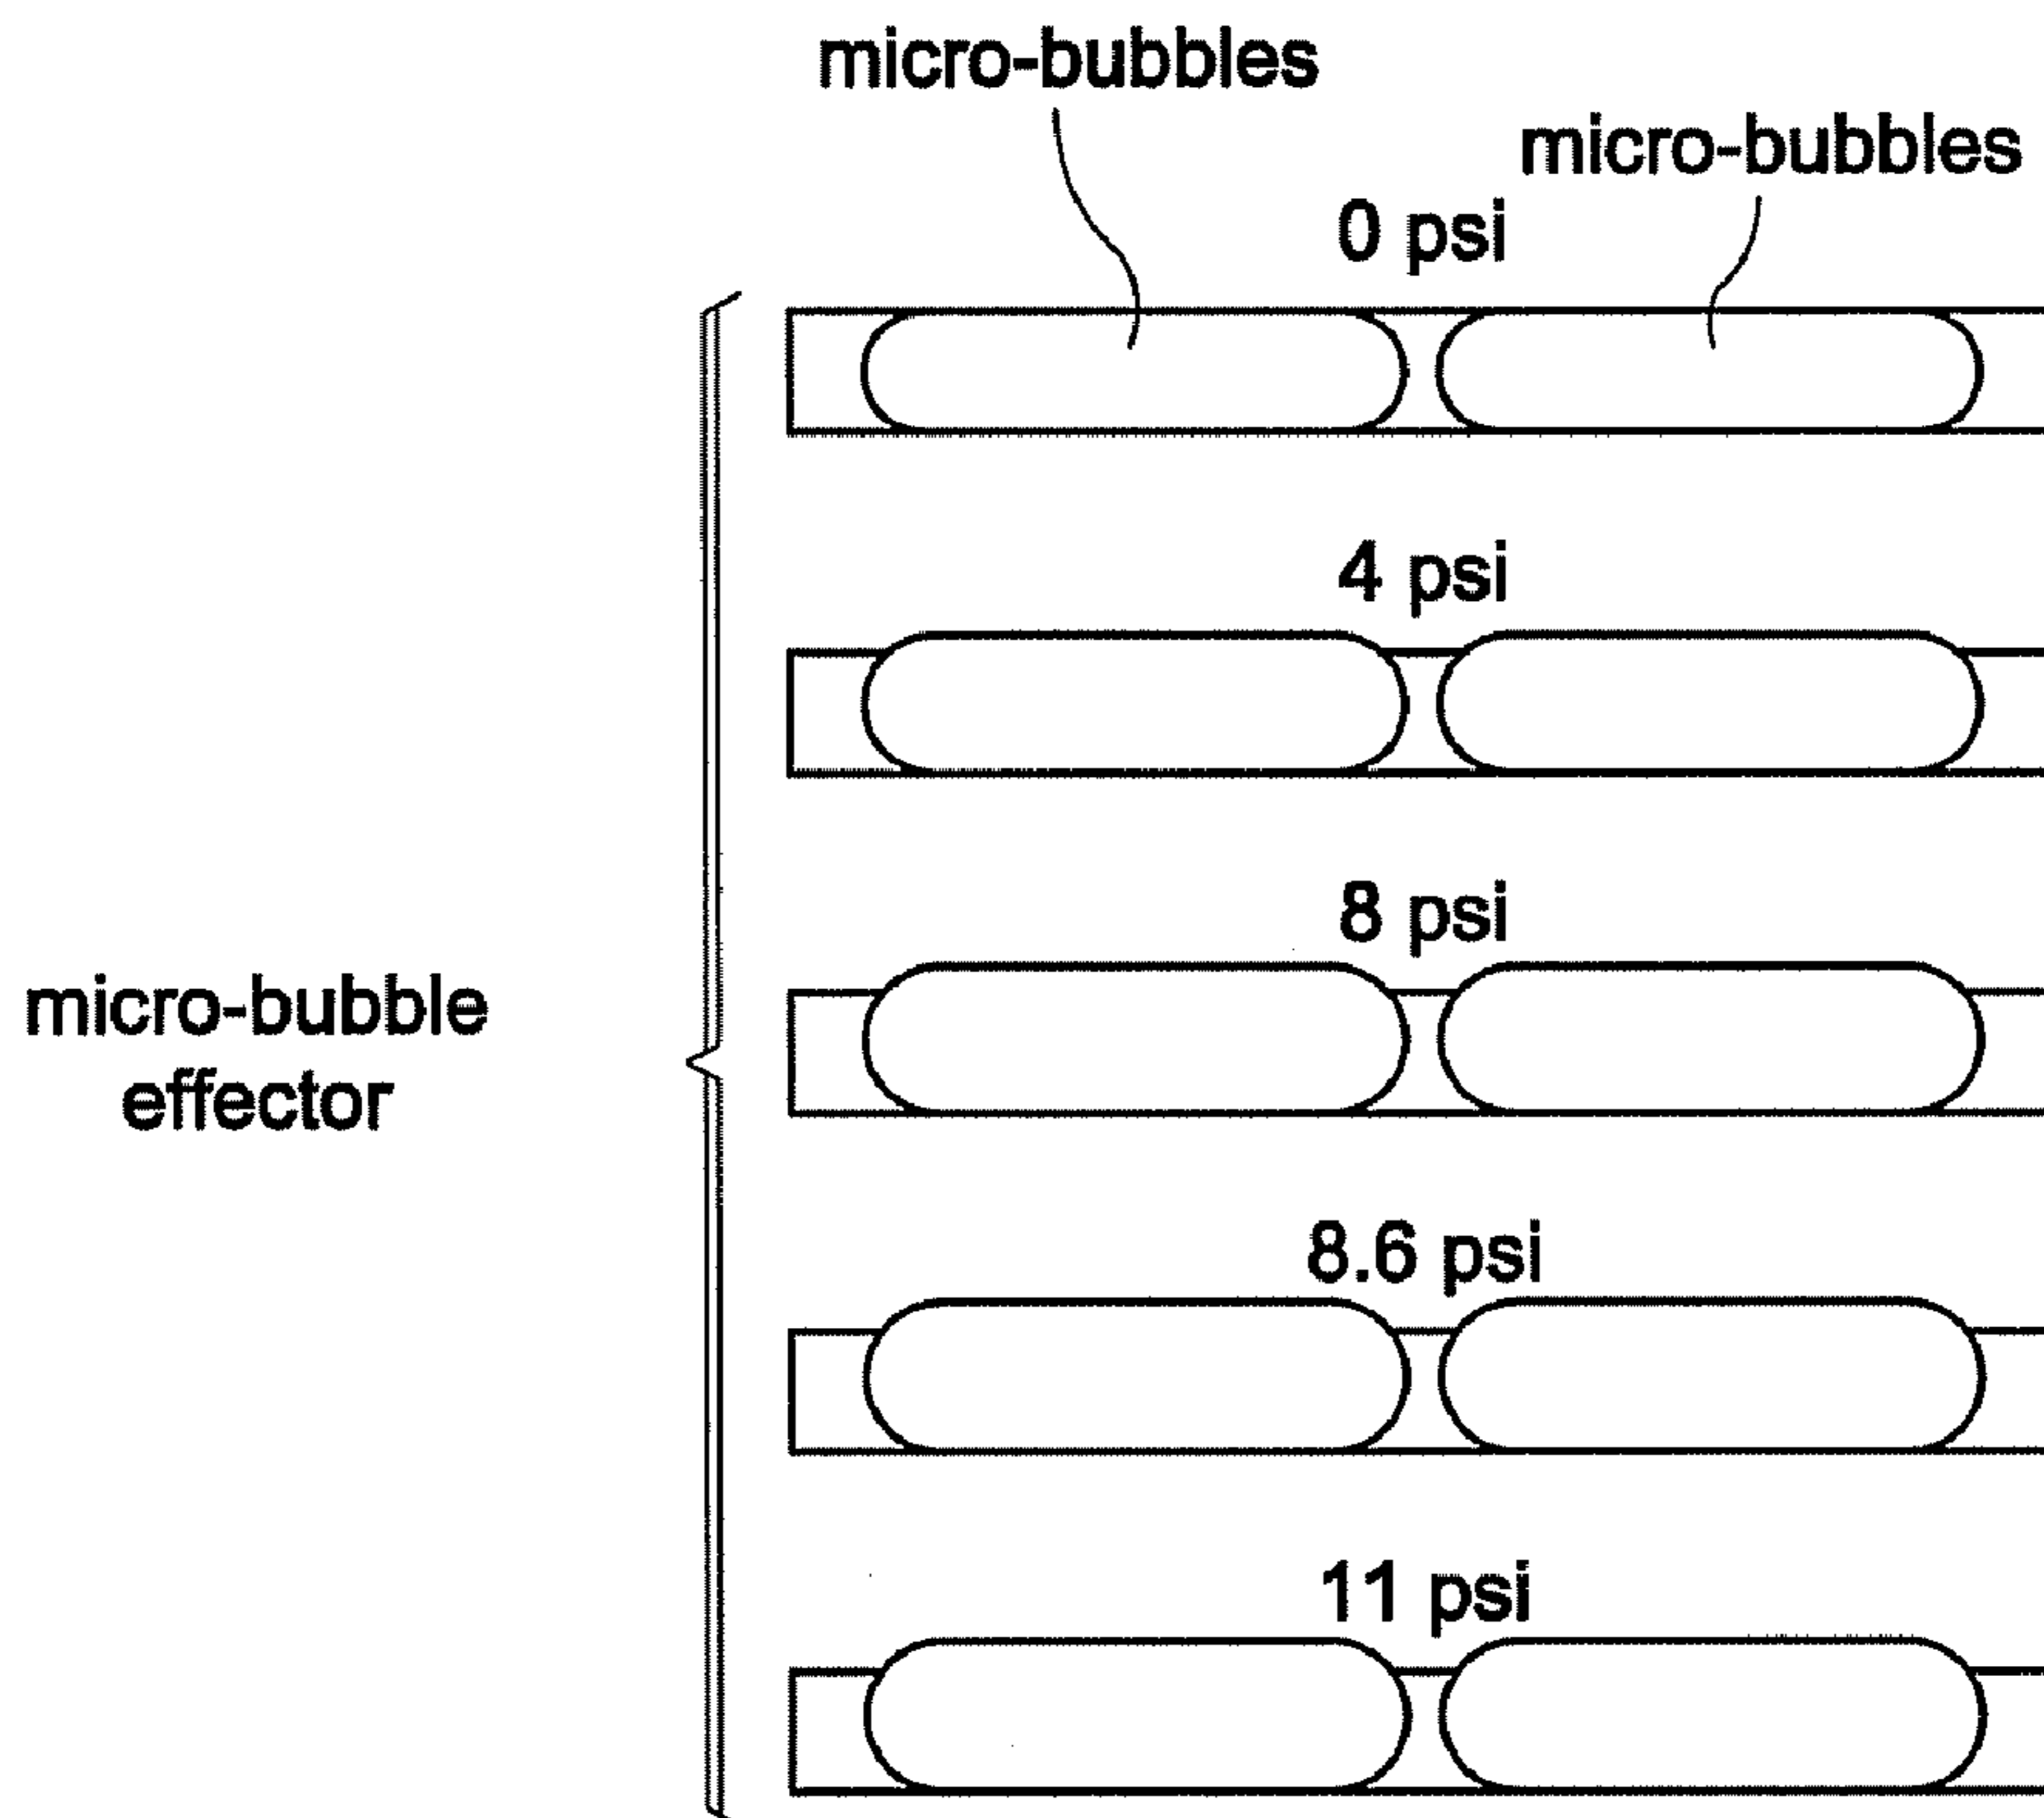 micro-bubbles
micro-bubbles
0 psi
4 psi
8 psi
micro-bubble
effector
8.6 psi
11 psi